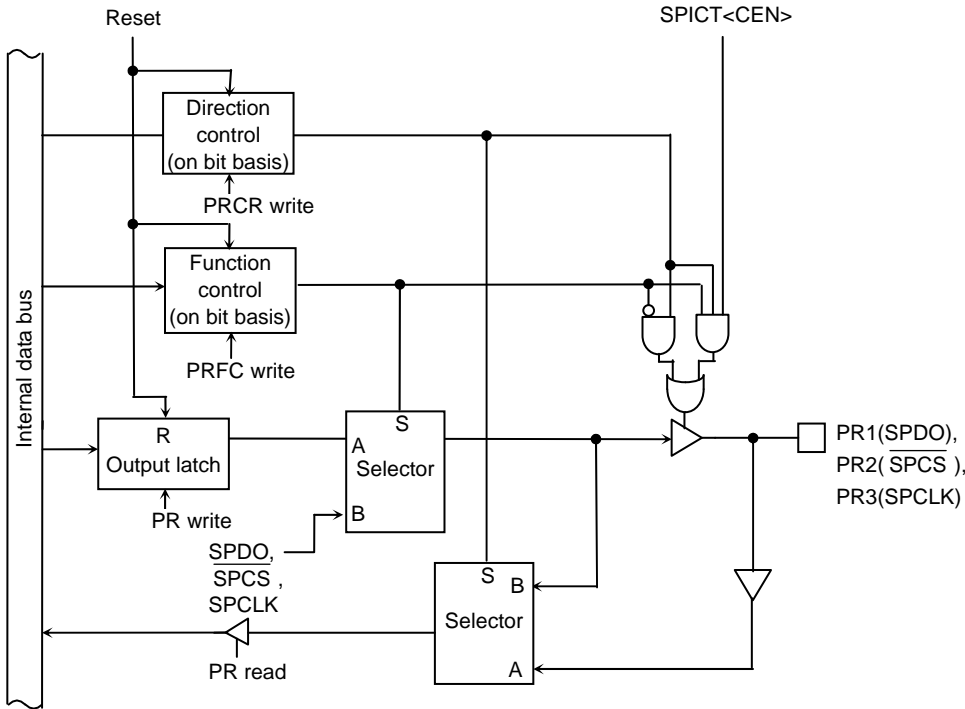 Reset
SPICT<CEN>
Direction
control
(on bit basis)
PRCR write
Function
control
(on bit basis)
PRFC write
Internal data bus
R
Output latch
PR write
S
A
Selector
B
SPDO,
SPCS ,
SPCLK
S
B
Selector
A
PR read
PR1(SPDO),
PR2( SPCS ),
PR3(SPCLK)